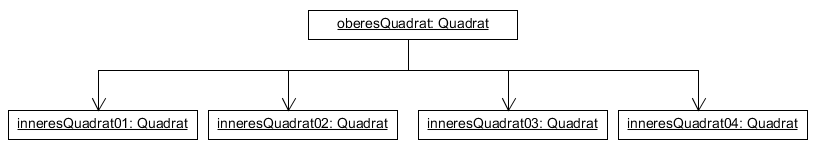 oberesQuadrat: Quadrat
inneresQuadrat01: Quadrat
inneresQuadrat02: Quadrat
inneresQuadrat03: Quadrat
inneresQuadrat04: Quadrat